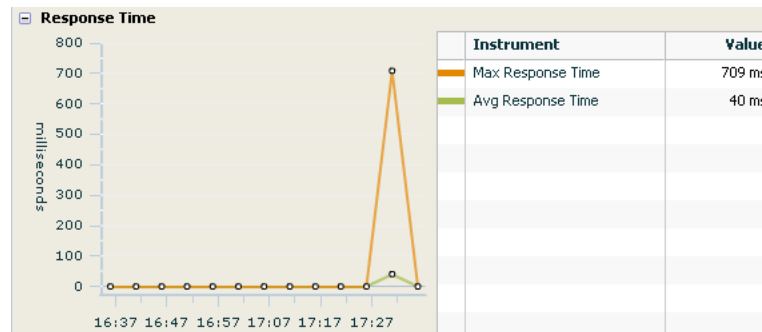 Response Time
800
700
600
500
400
300
200
100
0
milliseconds
16:37 16:47 16:57 17:07 17:17 17:27
Instrument Value
Max Response Time 709 ms
Avg Response Time 40 ms